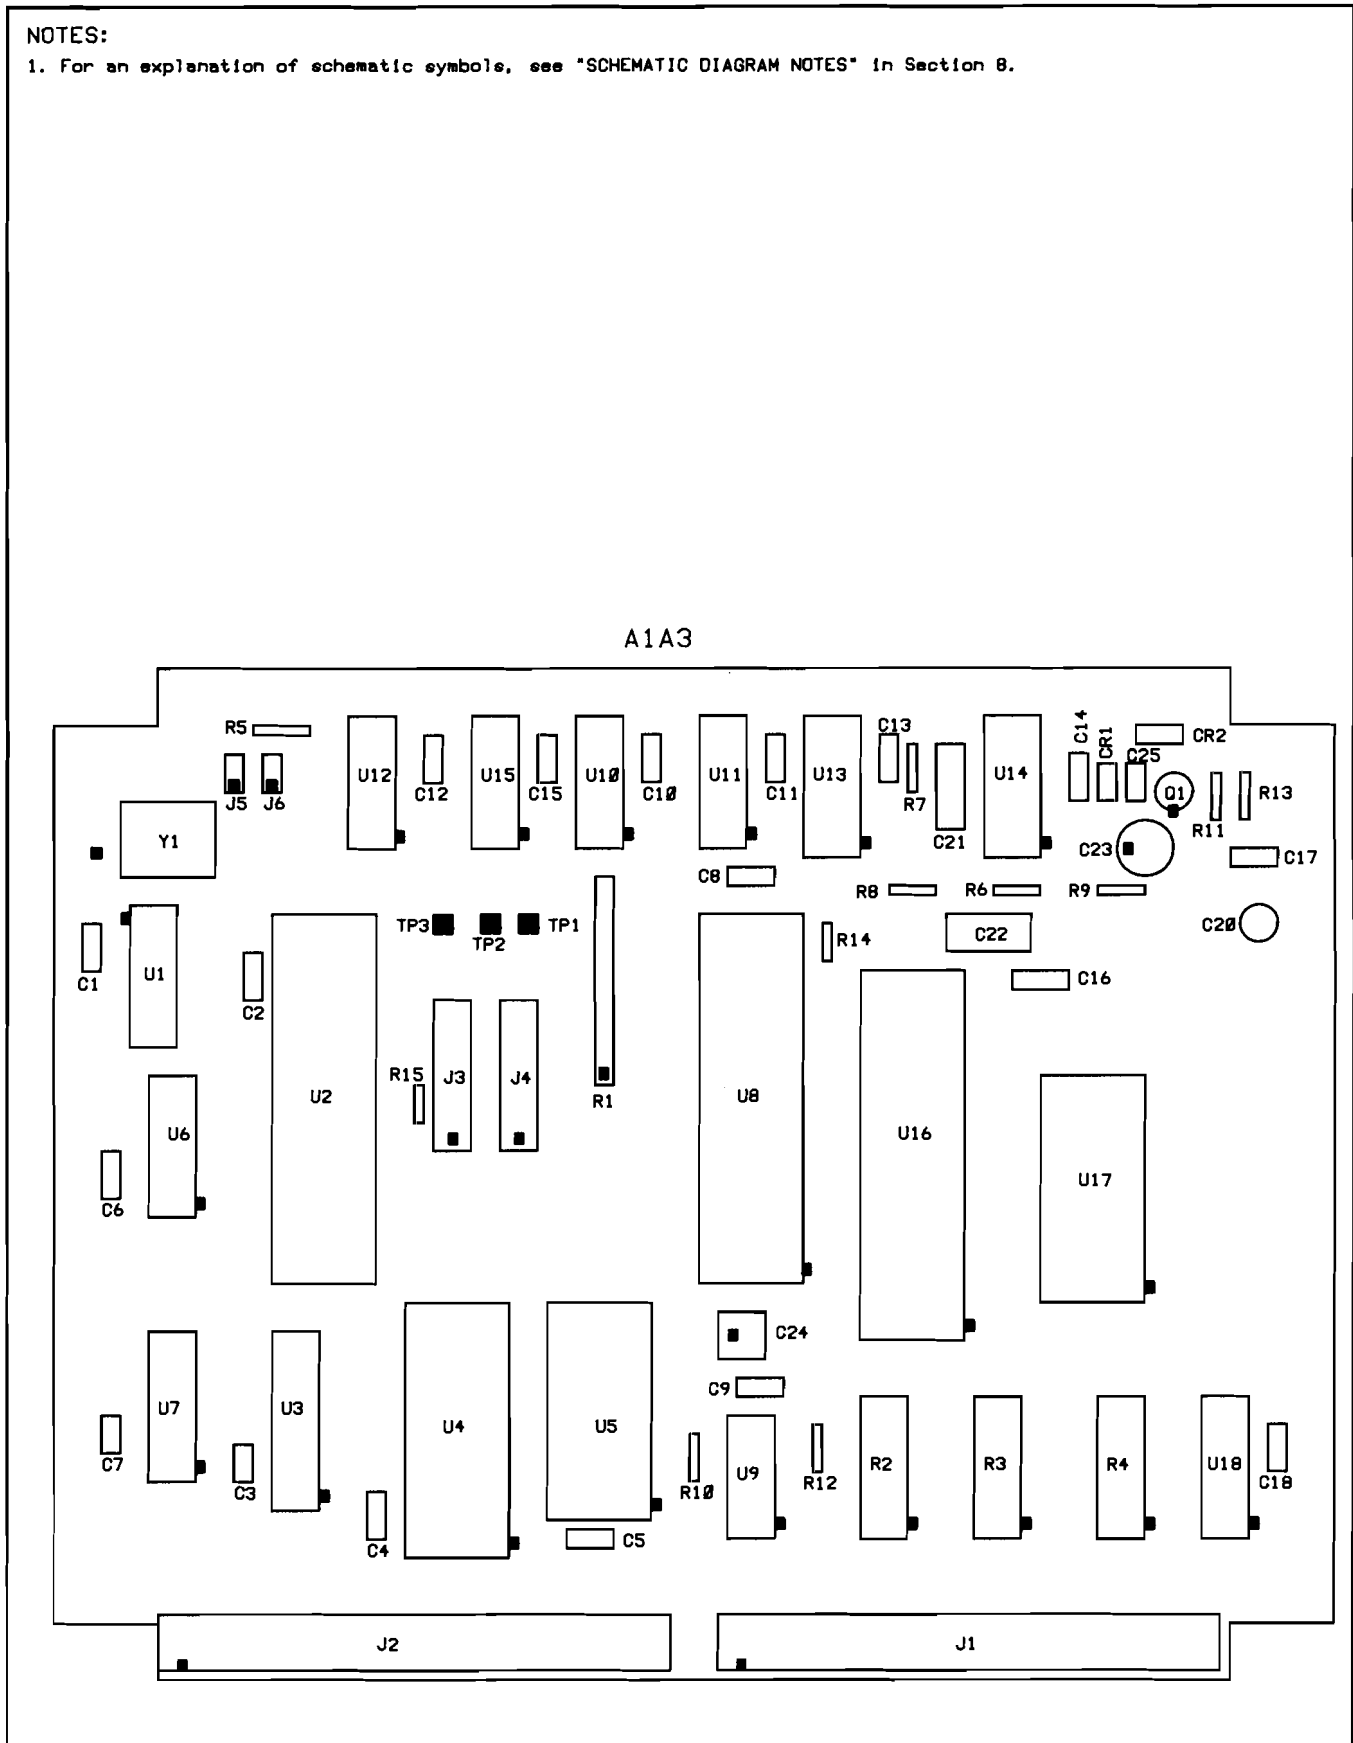 NOTES:
1. For an explanation of schematic symbols, see "SCHEMATIC DIAGRAM NOTES" in Section 8.
A1A3
R5
J5
J6
Y1
U12
C12
U15
C15
U10
C10
U11
C11
U13
C13
R7
C21
U14
C14
CR1
C25
CR2
Q1
R11
R13
C23
C17
C8
R8
R6
R9
TP3
TP2
TP1
R14
C22
C20
C1
U1
C2
C16
U2
R15
J3
J4
R1
U8
U16
U17
U6
C6
C24
C9
U7
C7
U3
C3
U4
C4
U5
C5
R10
U9
R12
R2
R3
R4
U18
C18
J2
J1